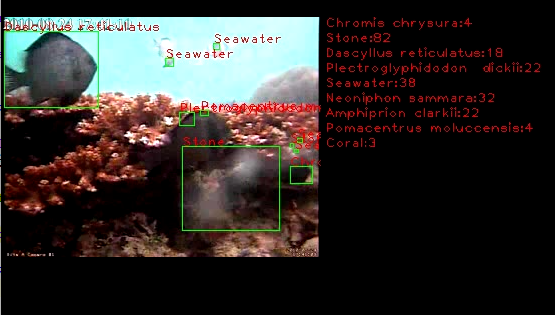 Dascyllus reticulatus
Seawater
Seawater
Stone
Chromis chrysura:4
Stone:82
Dascyllus reticulatus:18
Plectroglyphidodon dickii:22
Seawater:38
Neoniphon sammara:32
Amphiprion clarkii:22
Pomacentrus moluccensis:4
Coral:3